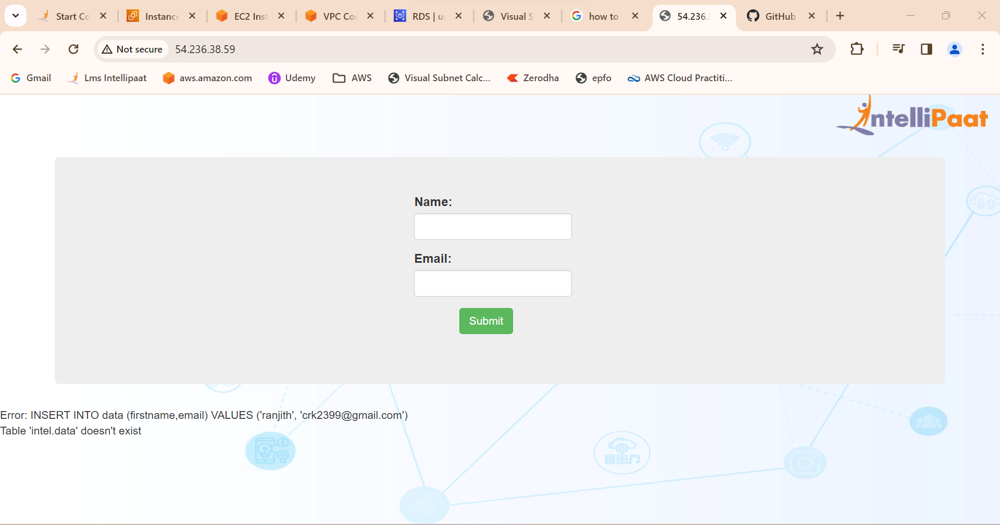 Start Co
Instance
EC2 Inst
VPC Con
RDS | us
Visual S
how to
54.236.
GitHub
Not secure
54.236.38.59
Gmail
Lms Intellipaat
aws.amazon.com
Udemy
AWS
Visual Subnet Calc...
Zerodha
epfo
AWS Cloud Practiti...
IntelliPaat
Name:
Email:
Submit
Error: INSERT INTO data (firstname,email) VALUES ('ranjith', 'crk2399@gmail.com')
Table 'intel.data' doesn't exist